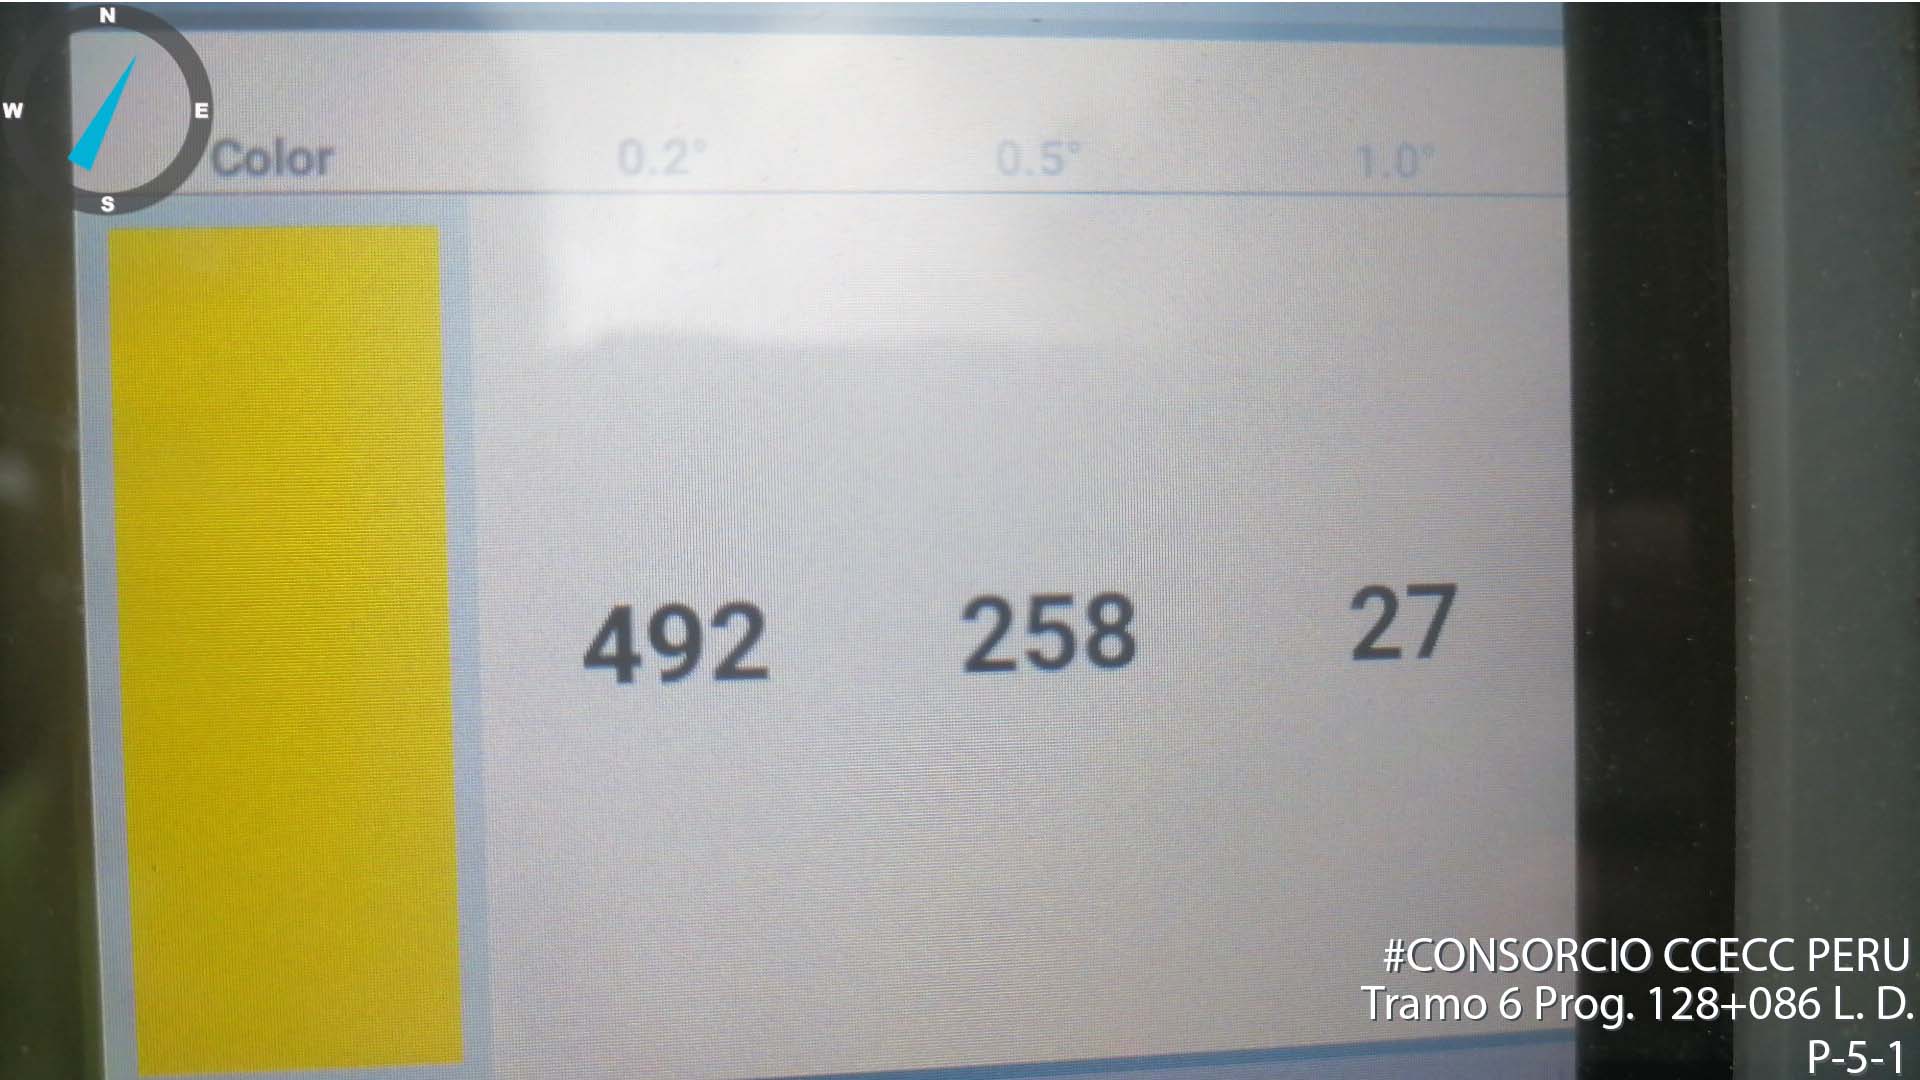 N
W E
S
Color 0.2° 0.5° 1.0°
492 258 27
#CONSORCIO CCECC PERU
Tramo 6 Prog. 128+086 L. D.
P-5-1